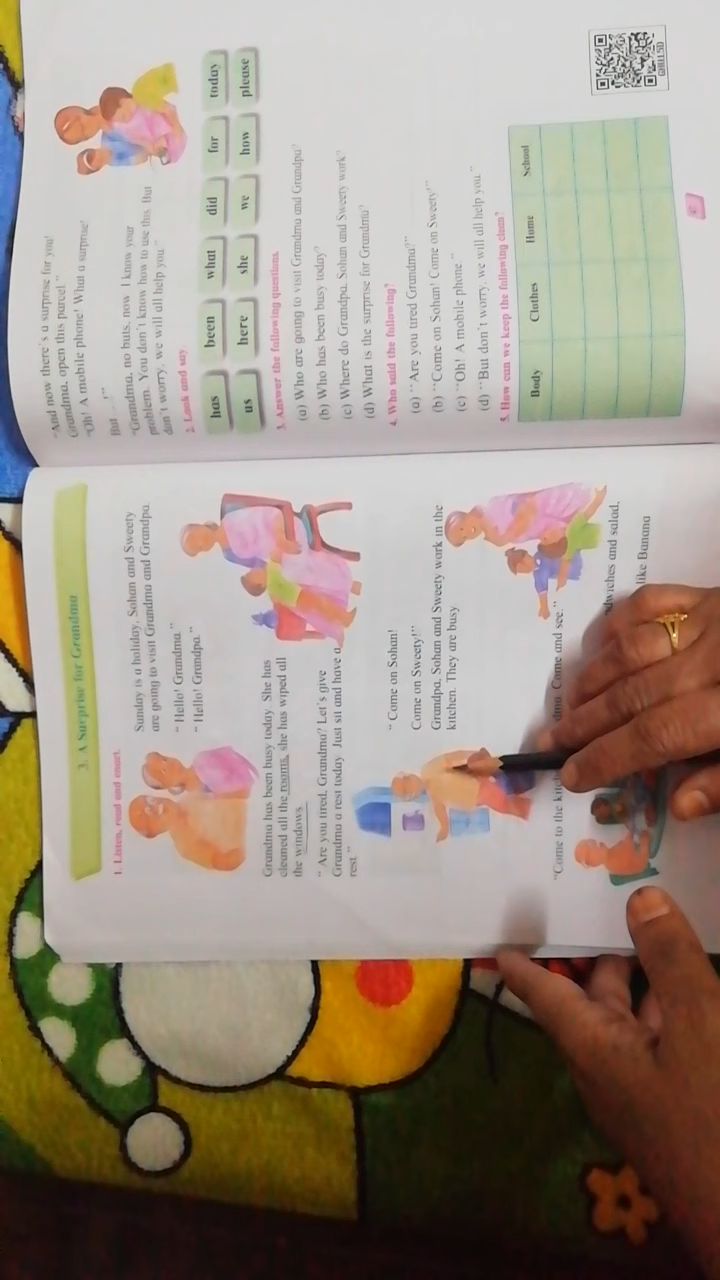 3. A Surprise for Grandma
1. Listen, read and enact.
Sunday is a holiday. Sohan and Sweety
are going to visit Grandma and Grandpa.
" Hello! Grandma."
" Hello! Grandpa."
Grandma has been busy today. She has
cleaned all the rooms, she has wiped all
the windows.
" Are you tired, Grandma? Let's give
Grandma a rest today. Just sit and have a
rest."
" Come on Sohan!
Come on Sweety!"
Grandpa, Sohan and Sweety work in the
kitchen. They are busy
"Come to the Come and see."
and salad.
like Banana
"And now there's a surprise for you!
Grandma, open this parcel."
"Oh! A mobile phone! What a surprise!
But
"Grandma, no buts, now I know your
problem. You don't know how to use this. But
don't worry, we will all help you."
2. Look and say.
has been what did for today
us here she we how please
3. Answer the following questions.
(a) Who are going to visit Grandma and Grandpa?
(b) Who has been busy today?
(c) Where do Grandpa, Sohan and Sweety work?
(d) What is the surprise for Grandma?
4. Who said the following?
(a) "Are you tired Grandma?"
(b) "Come on Sohan! Come on Sweety!"
(c) "Oh! A mobile phone."
(d) "But don't worry, we will all help you."
5. How can we keep the following clean?
Body Clothes Home School